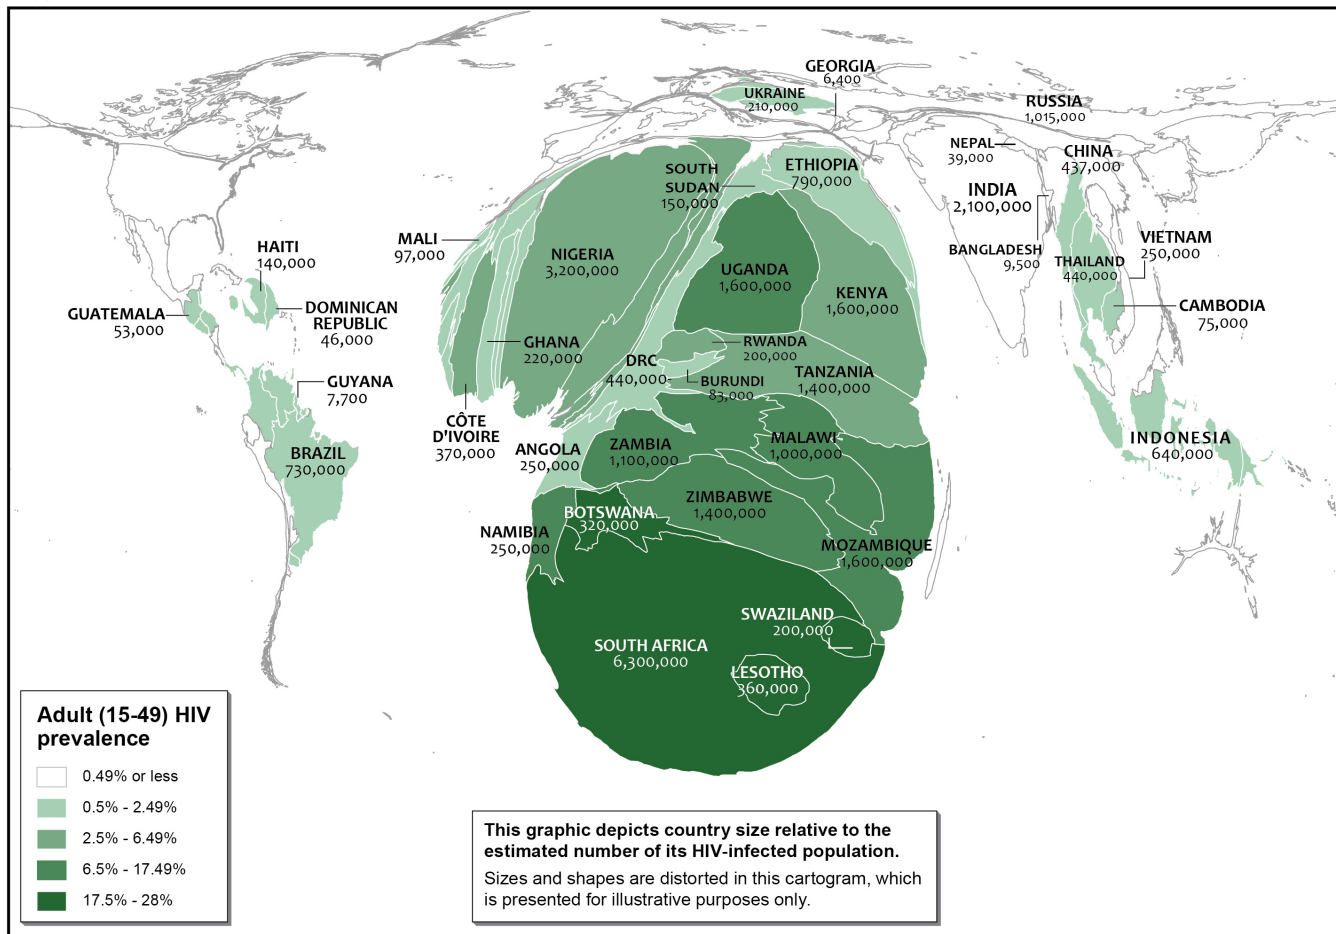 GEORGIA
6,400
UKRAINE
210,000
RUSSIA
1,015,000
NEPAL
39,000
CHINA
437,000
SOUTH
SUDAN
150,000
ETHIOPIA
790,000
INDIA
2,100,000
MALI
97,000
HAITI
140,000
NIGERIA
3,200,000
UGANDA
1,600,000
BANGLADESH
9,500
THAILAND
440,000
VIETNAM
250,000
KENYA
1,600,000
GUATEMALA
53,000
DOMINICAN
REPUBLIC
46,000
CAMBODIA
75,000
GHANA
220,000
RWANDA
200,000
DRC
440,000
BURUNDI
83,000
TANZANIA
1,400,000
GUYANA
7,700
CÔTE
D'IVOIRE
370,000
BRAZIL
730,000
ANGOLA
250,000
ZAMBIA
1,100,000
MALAWI
1,000,000
INDONESIA
640,000
ZIMBABWE
1,400,000
BOTSWANA
320,000
NAMIBIA
250,000
MOZAMBIQUE
1,600,000
SWAZILAND
200,000
SOUTH AFRICA
6,300,000
LESOTHO
360,000
Adult (15-49) HIV
prevalence
0.49% or less
0.5% - 2.49%
2.5% - 6.49%
6.5% - 17.49%
17.5% - 28%
This graphic depicts country size relative to the
estimated number of its HIV-infected population.
Sizes and shapes are distorted in this cartogram, which
is presented for illustrative purposes only.